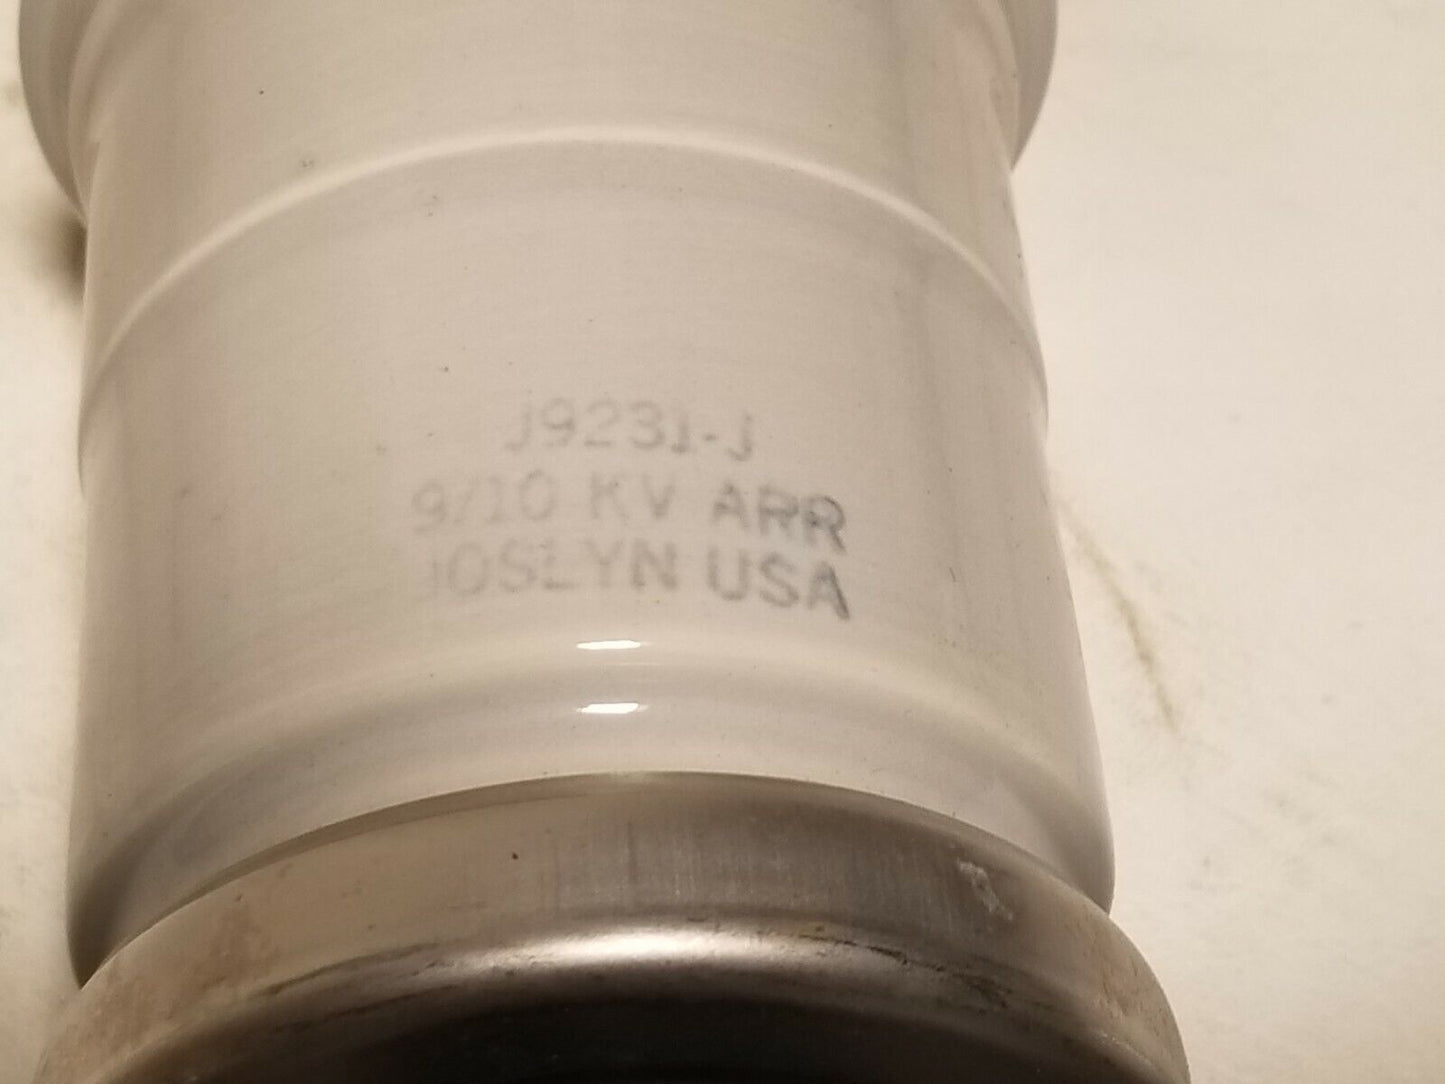 J9231-J
9/10 KV ARR
JOSLYN USA